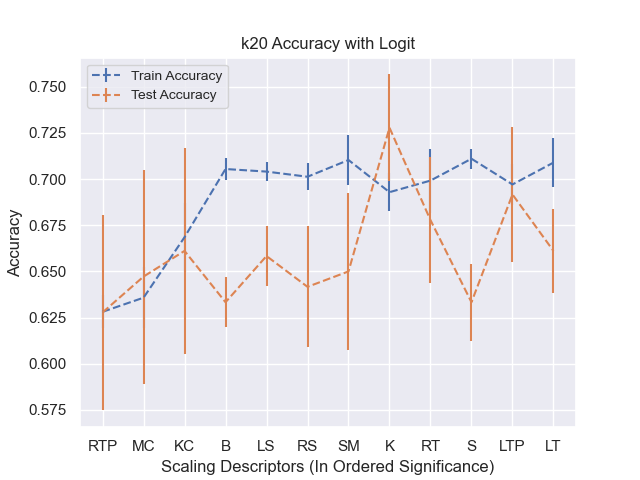 k20 Accuracy with Logit
Train Accuracy
Test Accuracy
0.750
0.725
0.700
0.675
0.650
0.625
0.600
0.575
Accuracy
RTP MC KC B LS RS SM K RT S LTP LT
Scaling Descriptors (In Ordered Significance)